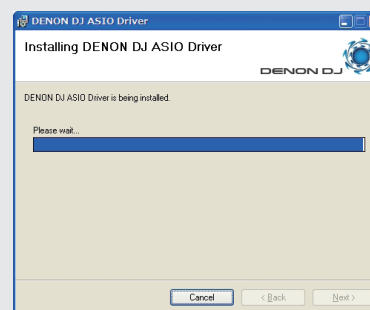 DENON DJ ASIO Driver
Installing DENON DJ ASIO Driver
DENON DJ
DENON DJ ASIO Driver is being installed.
Please wait...
Cancel < Back Next >